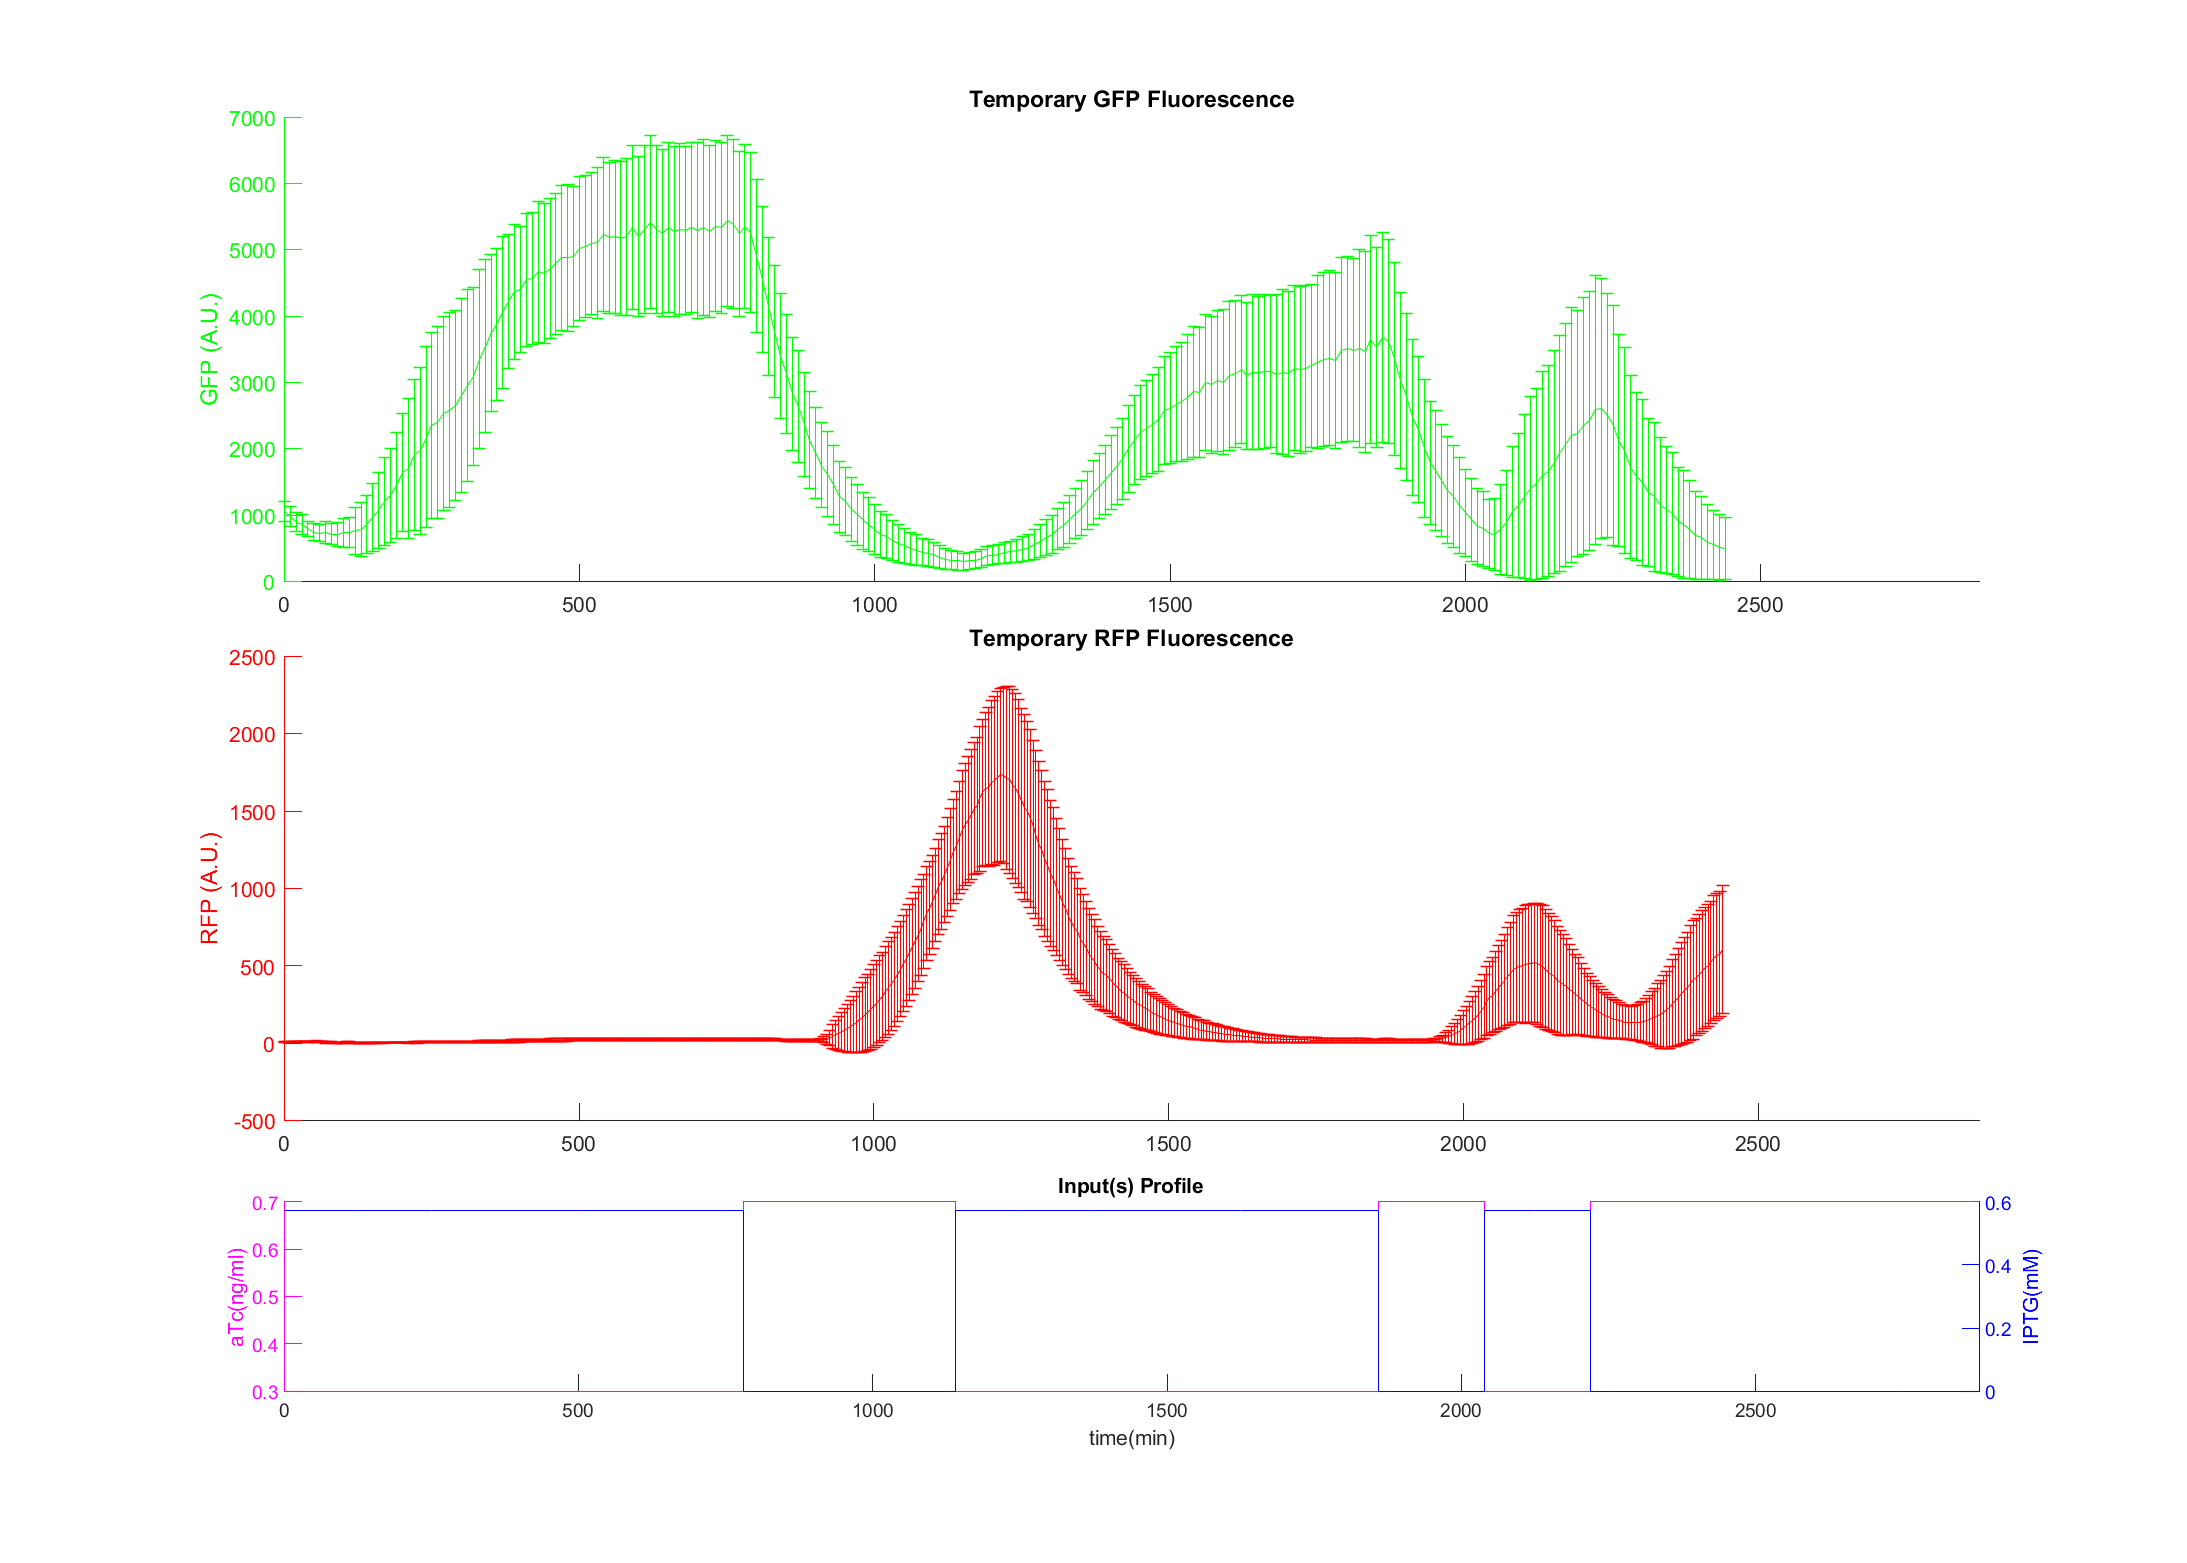 Temporary GFP Fluorescence
7000
6000
5000
4000
3000
2000
1000
0
GFP (A.U.)
0 500 1000 1500 2000 2500
Temporary RFP Fluorescence
2500
2000
1500
1000
500
0
-500
RFP (A.U.)
0 500 1000 1500 2000 2500
Input(s) Profile
0.7
0.6
0.5
0.4
0.3
aTc(ng/ml)
0.6
0.4
0.2
0
IPTG(mM)
0 500 1000 1500 2000 2500
time(min)